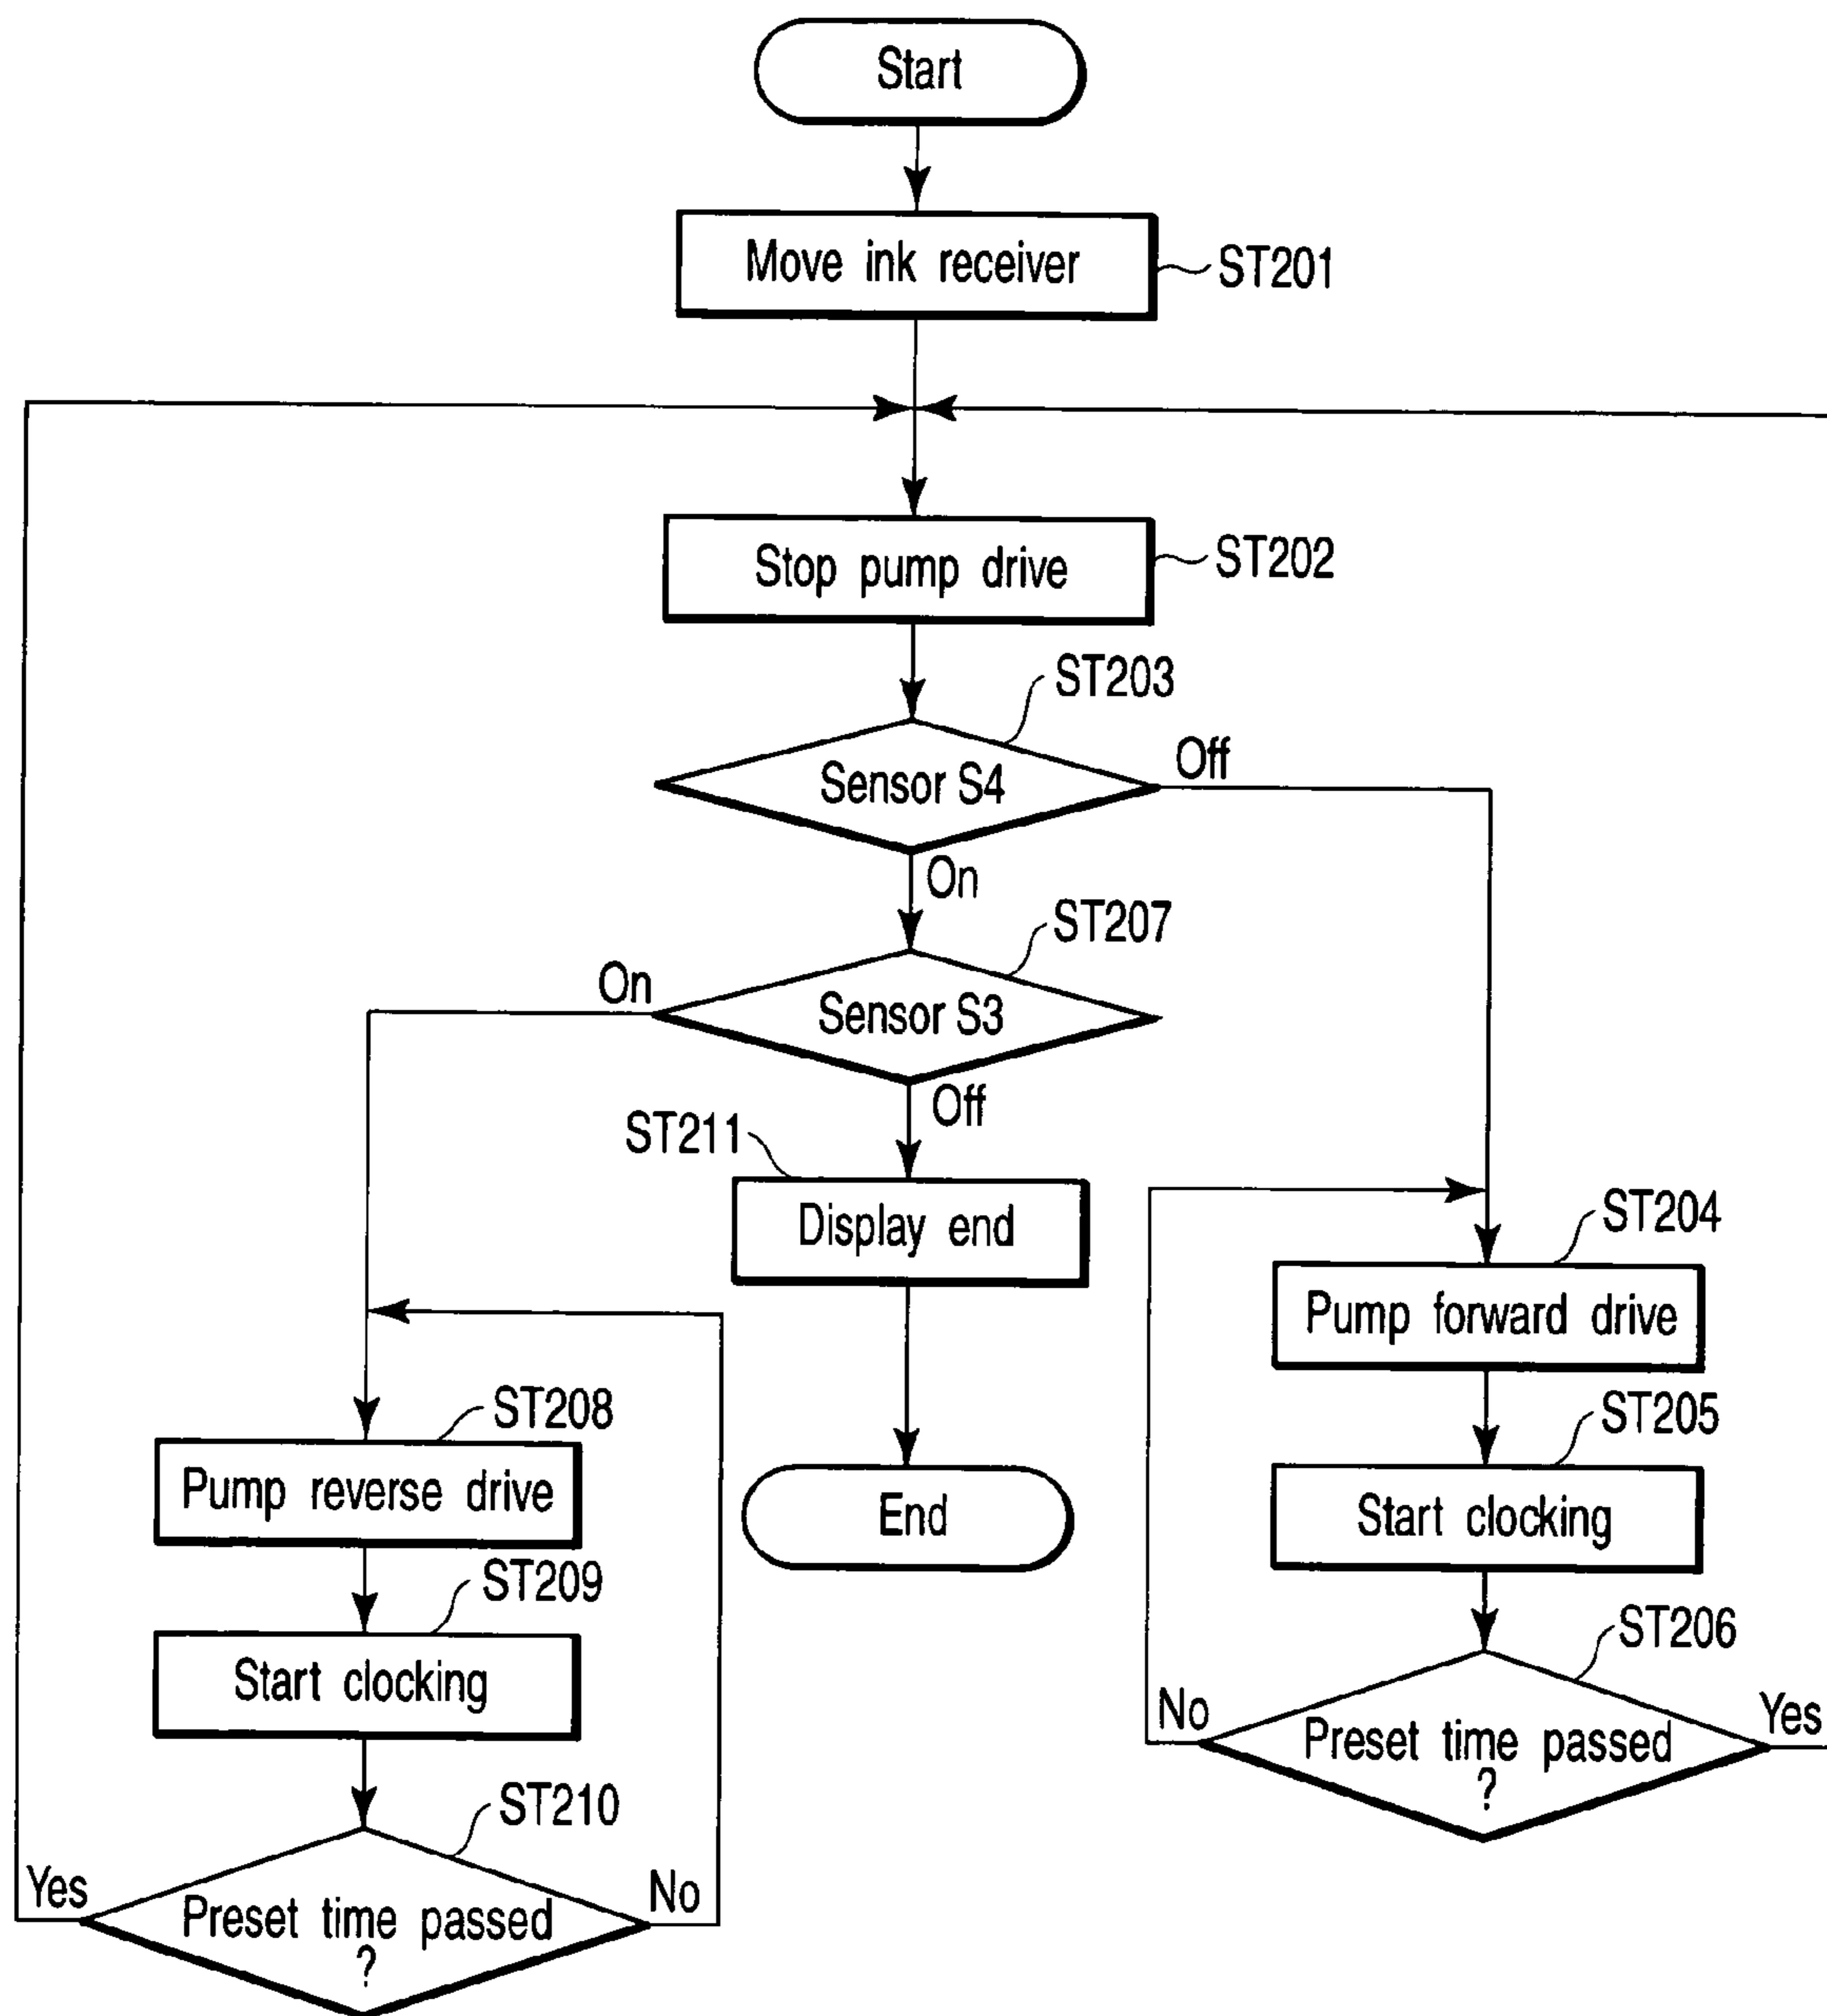 Start
Move ink receiver
ST201
Stop pump drive
ST202
ST203
Sensor S4
Off
On
ST207
On
Sensor S3
Off
ST211
Display end
ST204
Pump forward drive
ST208
ST205
Pump reverse drive
End
Start clocking
ST209
ST206
Start clocking
No
Preset time passed
?
Yes
ST210
Yes
Preset time passed
?
No